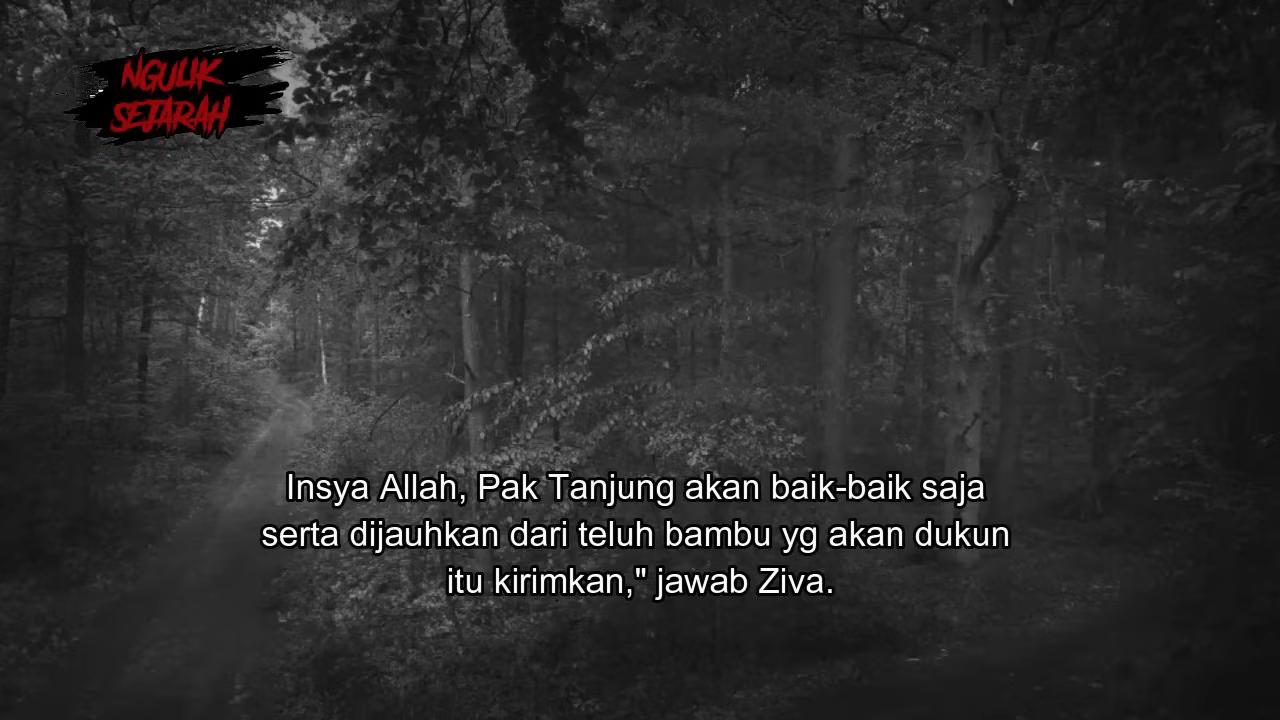 NGULIK
SEJARAH
Insya Allah, Pak Tanjung akan baik-baik saja
serta dijauhkan dari teluh bambu yg akan dukun
itu kirimkan," jawab Ziva.